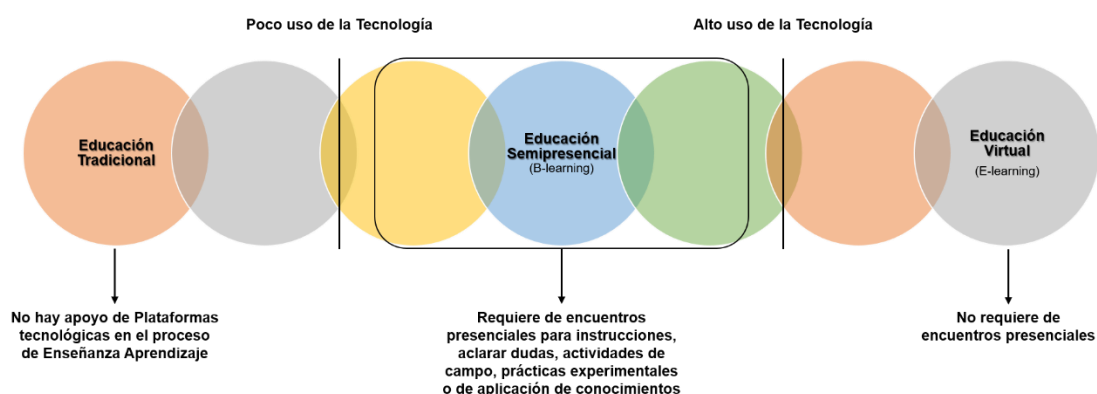 Poco uso de la Tecnología
Alto uso de la Tecnología
Educación
Tradicional
Educación
Semipresencial
(B-learning)
Educación
Virtual
(E-learning)
No hay apoyo de Plataformas
tecnológicas en el proceso
de Enseñanza Aprendizaje
Requiere de encuentros
presenciales para instrucciones,
aclarar dudas, actividades de
campo, prácticas experimentales
o de aplicación de conocimientos
No requiere de
encuentros presenciales